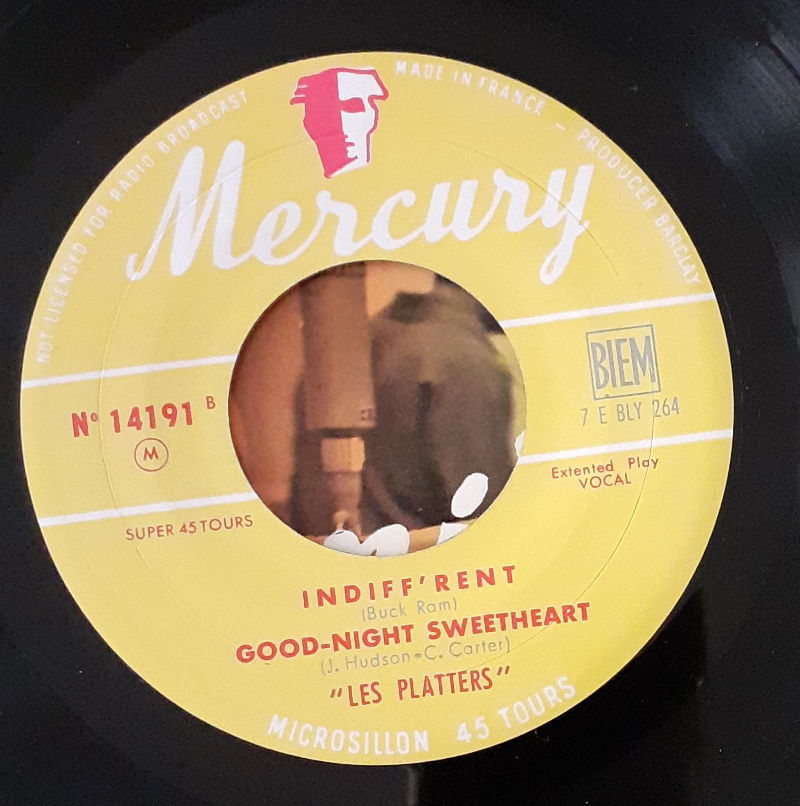 NOT LICENSED FOR RADIO BROADCAST
MADE IN FRANCE - PRODUCER BARCLAY
Mercury
BIEM
Nº 14191 B
M
7 E BLY 264
Extented Play
VOCAL
SUPER 45 TOURS
INDIFF'RENT
(Buck Ram)
GOOD-NIGHT SWEETHEART
(J. Hudson-C. Carter)
"LES PLATTERS"
MICROSILLON 45 TOURS